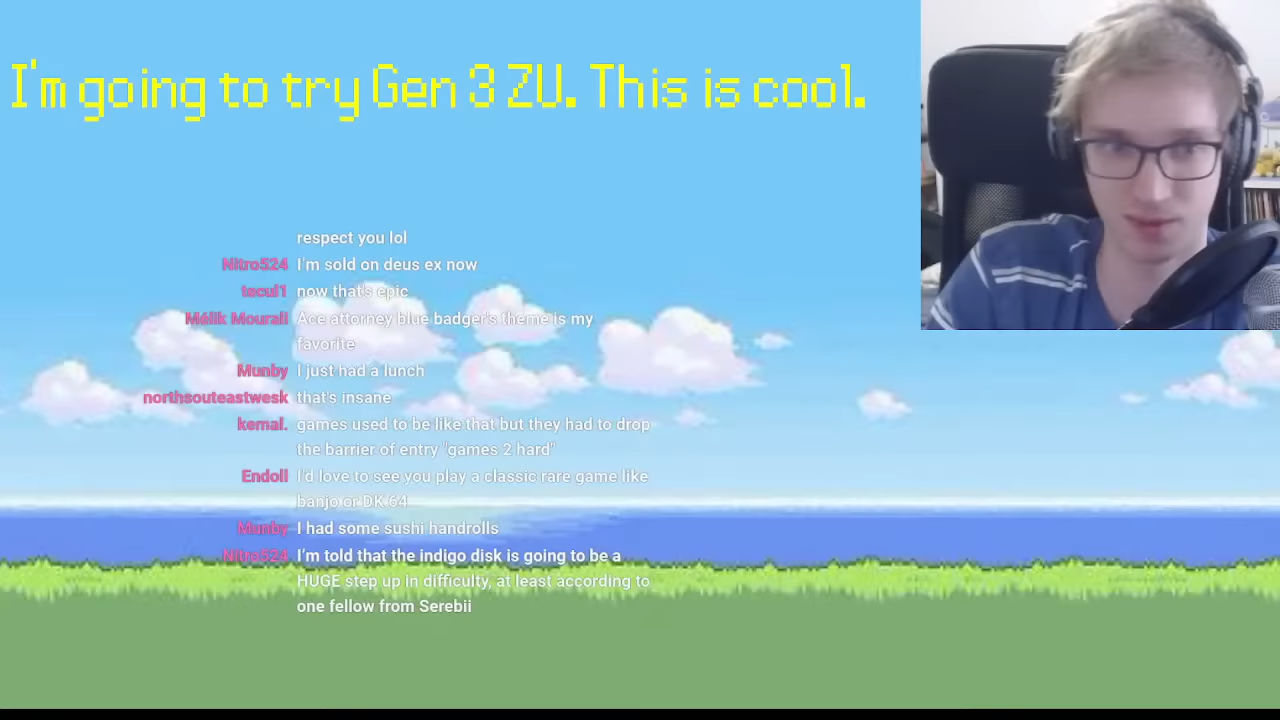 I'm going to try Gen 3 ZU. This is cool.
respect you lol
Nitro524 I'm sold on deus ex now
tecul1 now that's epic
Mélik Mourali Ace attorney blue badger's theme is my
favorite
Munby I just had a lunch
northsouteastwesk that's insane
kemal. games used to be like that but they had to drop
the barrier of entry "games 2 hard"
Endoll I'd love to see you play a classic rare game like
banjo or DK 64
Munby I had some sushi handrolls
Nitro524 I'm told that the indigo disk is going to be a
HUGE step up in difficulty, at least according to
one fellow from Serebii